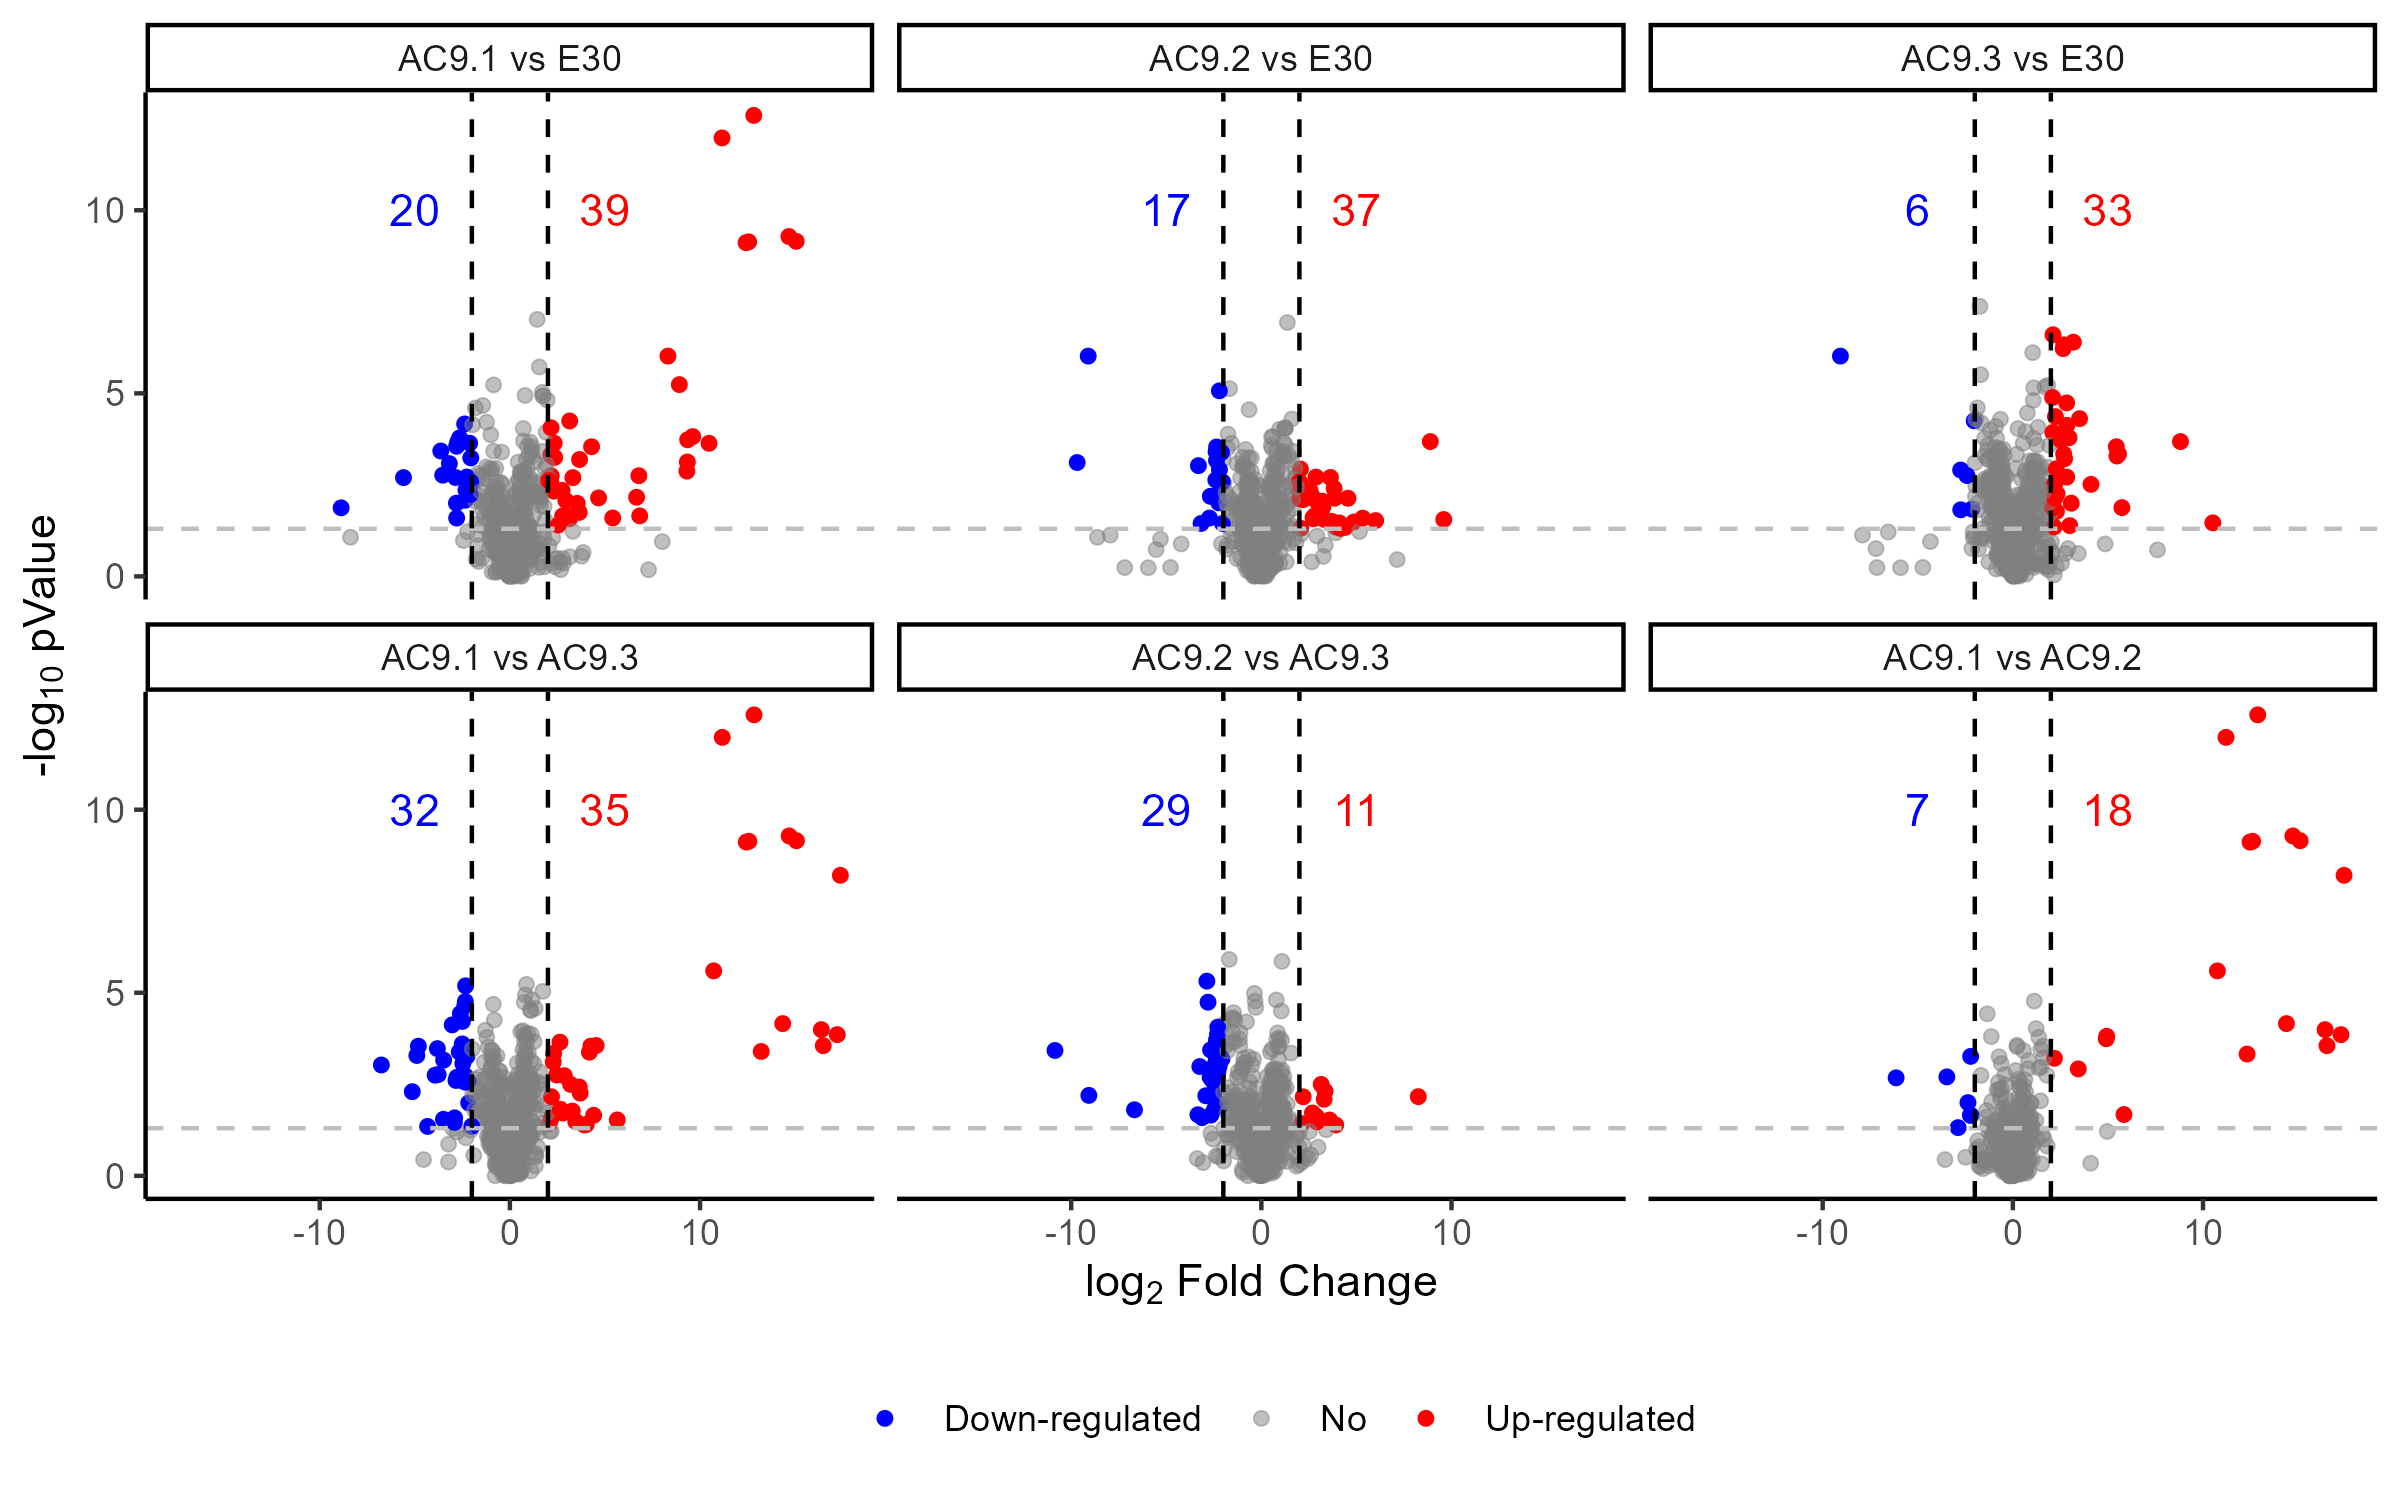 AC9.1 vs E30
AC9.2 vs E30
AC9.3 vs E30
10
5
0
20
39
17
37
6
33
AC9.1 vs AC9.3
AC9.2 vs AC9.3
AC9.1 vs AC9.2
10
5
0
32
35
29
11
7
18
-log10 pValue
-10 0 10
-10 0 10
-10 0 10
log2 Fold Change
Down-regulated No Up-regulated